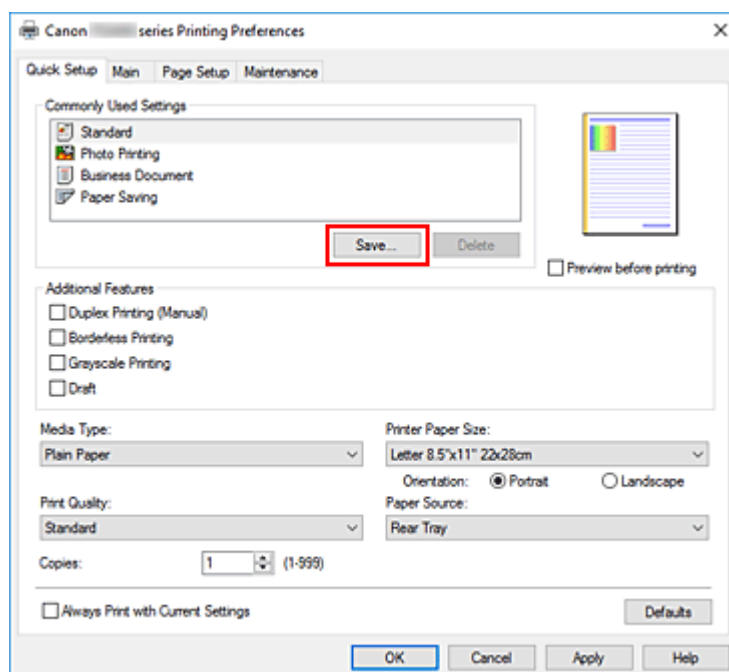 Canon series Printing Preferences
Quick Setup Main Page Setup Maintenance
Commonly Used Settings
Standard
Photo Printing
Business Document
Paper Saving
Save... Delete
Preview before printing
Additional Features
Duplex Printing (Manual)
Borderless Printing
Grayscale Printing
Draft
Media Type: Printer Paper Size:
Plain Paper Letter 8.5"x11" 22x28cm
Orientation: Portrait Landscape
Print Quality: Paper Source:
Standard Rear Tray
Copies: 1 (1-999)
Always Print with Current Settings Defaults
OK Cancel Apply Help